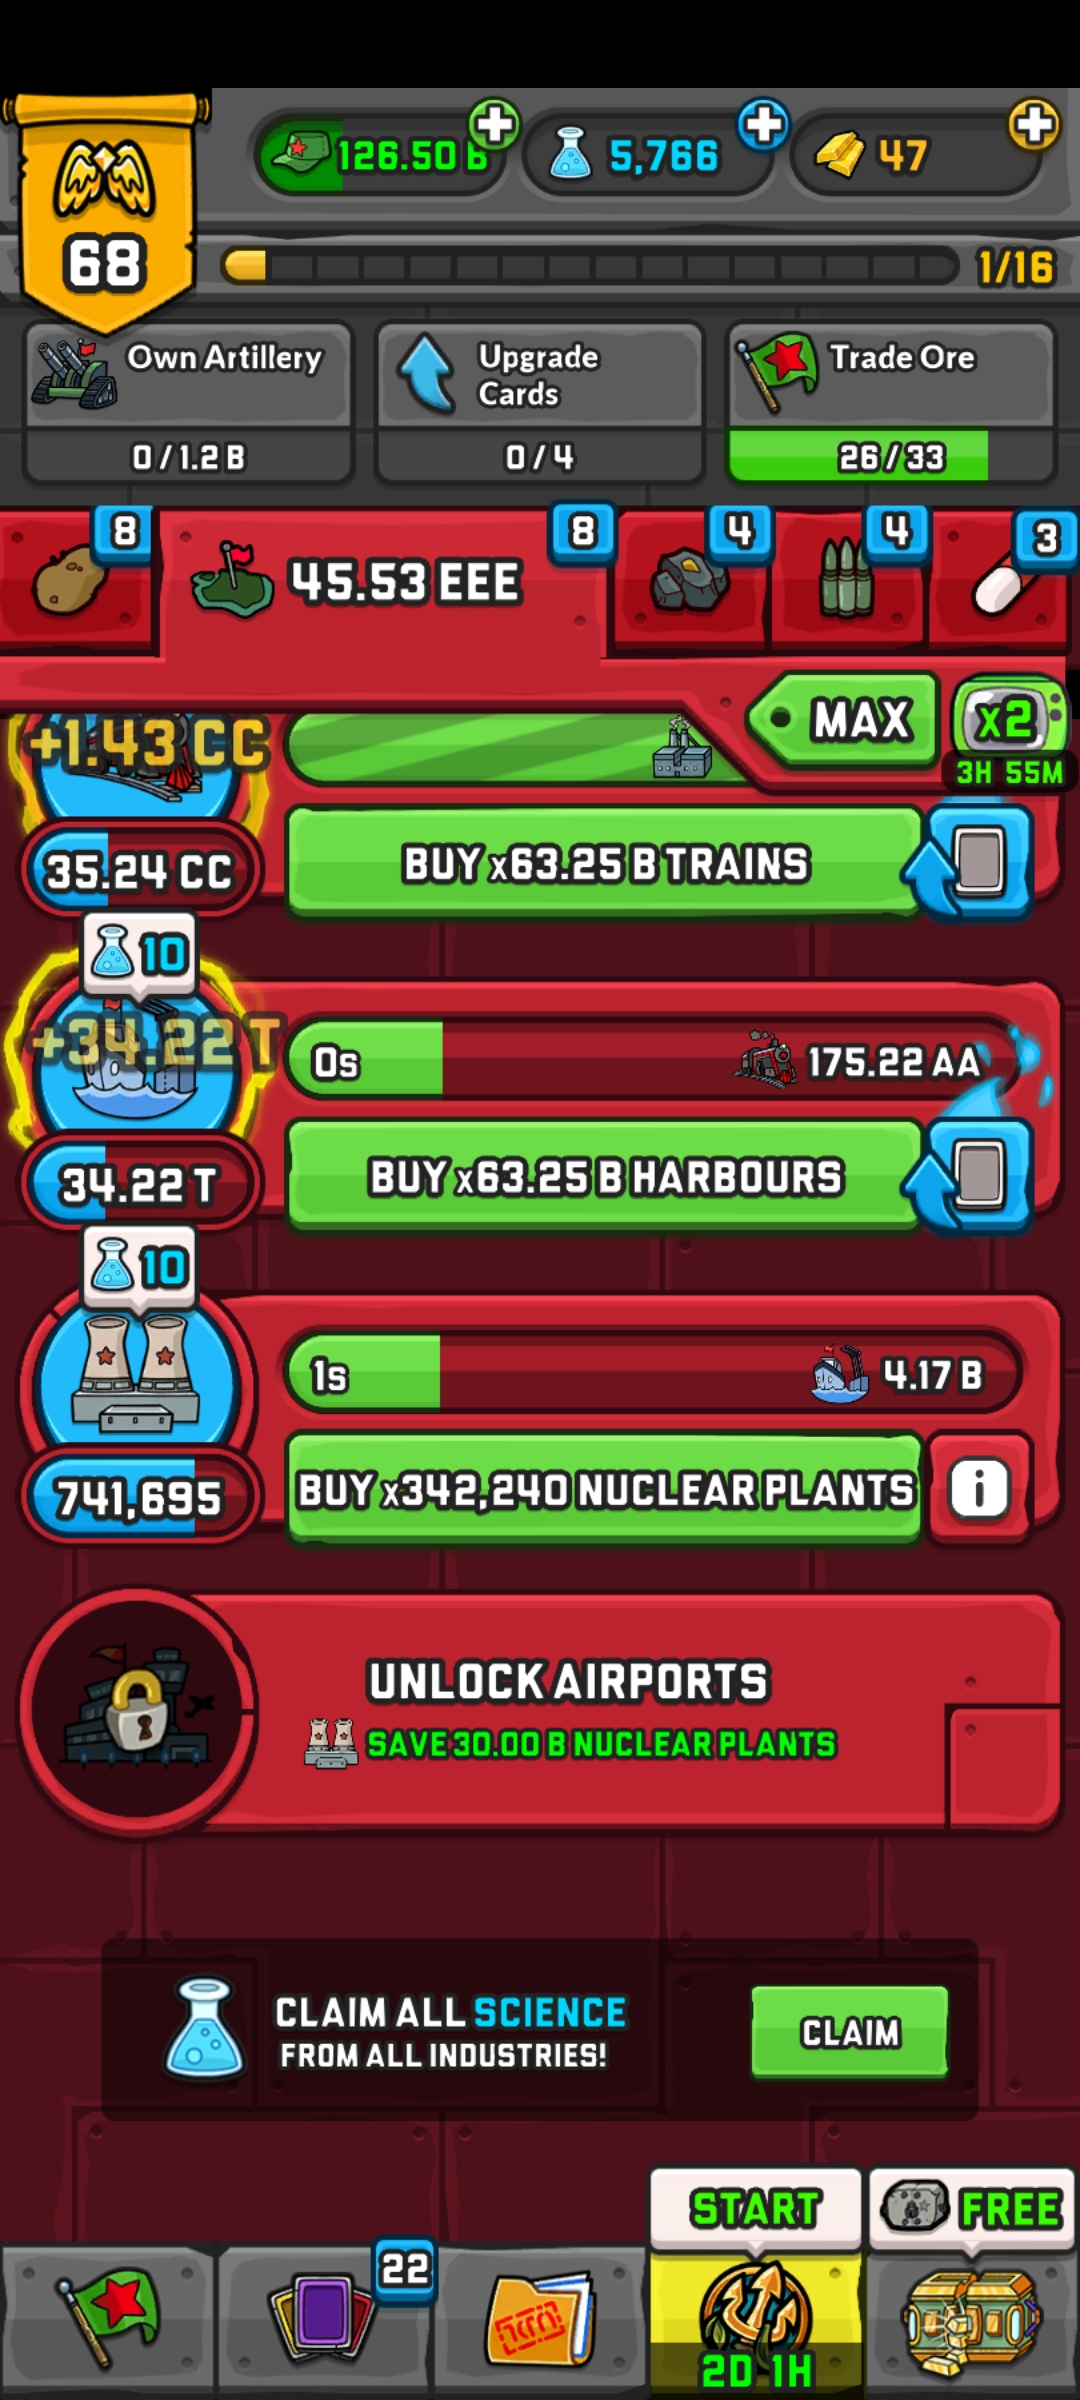 126.50 B
5,766
47
68
1/16
Own Artillery
0 / 1.2 B
Upgrade
Cards
0 / 4
Trade Ore
26 / 33
8
45.53 EEE
8
4
4
3
MAX
x2
3H 55M
+1.43 CC
35.24 CC
BUY x63.25 B TRAINS
10
+34.22 T
0s
175.22 AA
34.22 T
BUY x63.25 B HARBOURS
10
1s
4.17 B
741,695
BUY x342,240 NUCLEAR PLANTS
i
UNLOCK AIRPORTS
SAVE 30.00 B NUCLEAR PLANTS
CLAIM ALL SCIENCE
FROM ALL INDUSTRIES!
CLAIM
START
FREE
22
2D 1H